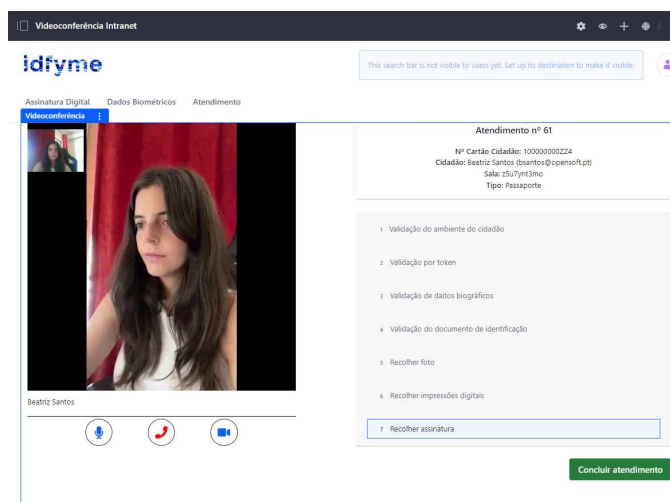 Videoconferência Intranet
idfyme
This search bar is not visible to users yet. Set up its destination to make it visible.
Assinatura Digital Dados Biométricos Atendimento
Videoconferência
Atendimento nº 61
Nº Cartão Cidadão: 100000000ZZ4
Cidadão: Beatriz Santos (bsantos@opensoft.pt)
Sala: z5u7ynt3mo
Tipo: Passaporte
1 Validação do ambiente do cidadão
2 Validação por token
3 Validação de dados biográficos
4 Validação do documento de identificação
5 Recolher foto
6 Recolher impressões digitais
7 Recolher assinatura
Beatriz Santos
Concluir atendimento